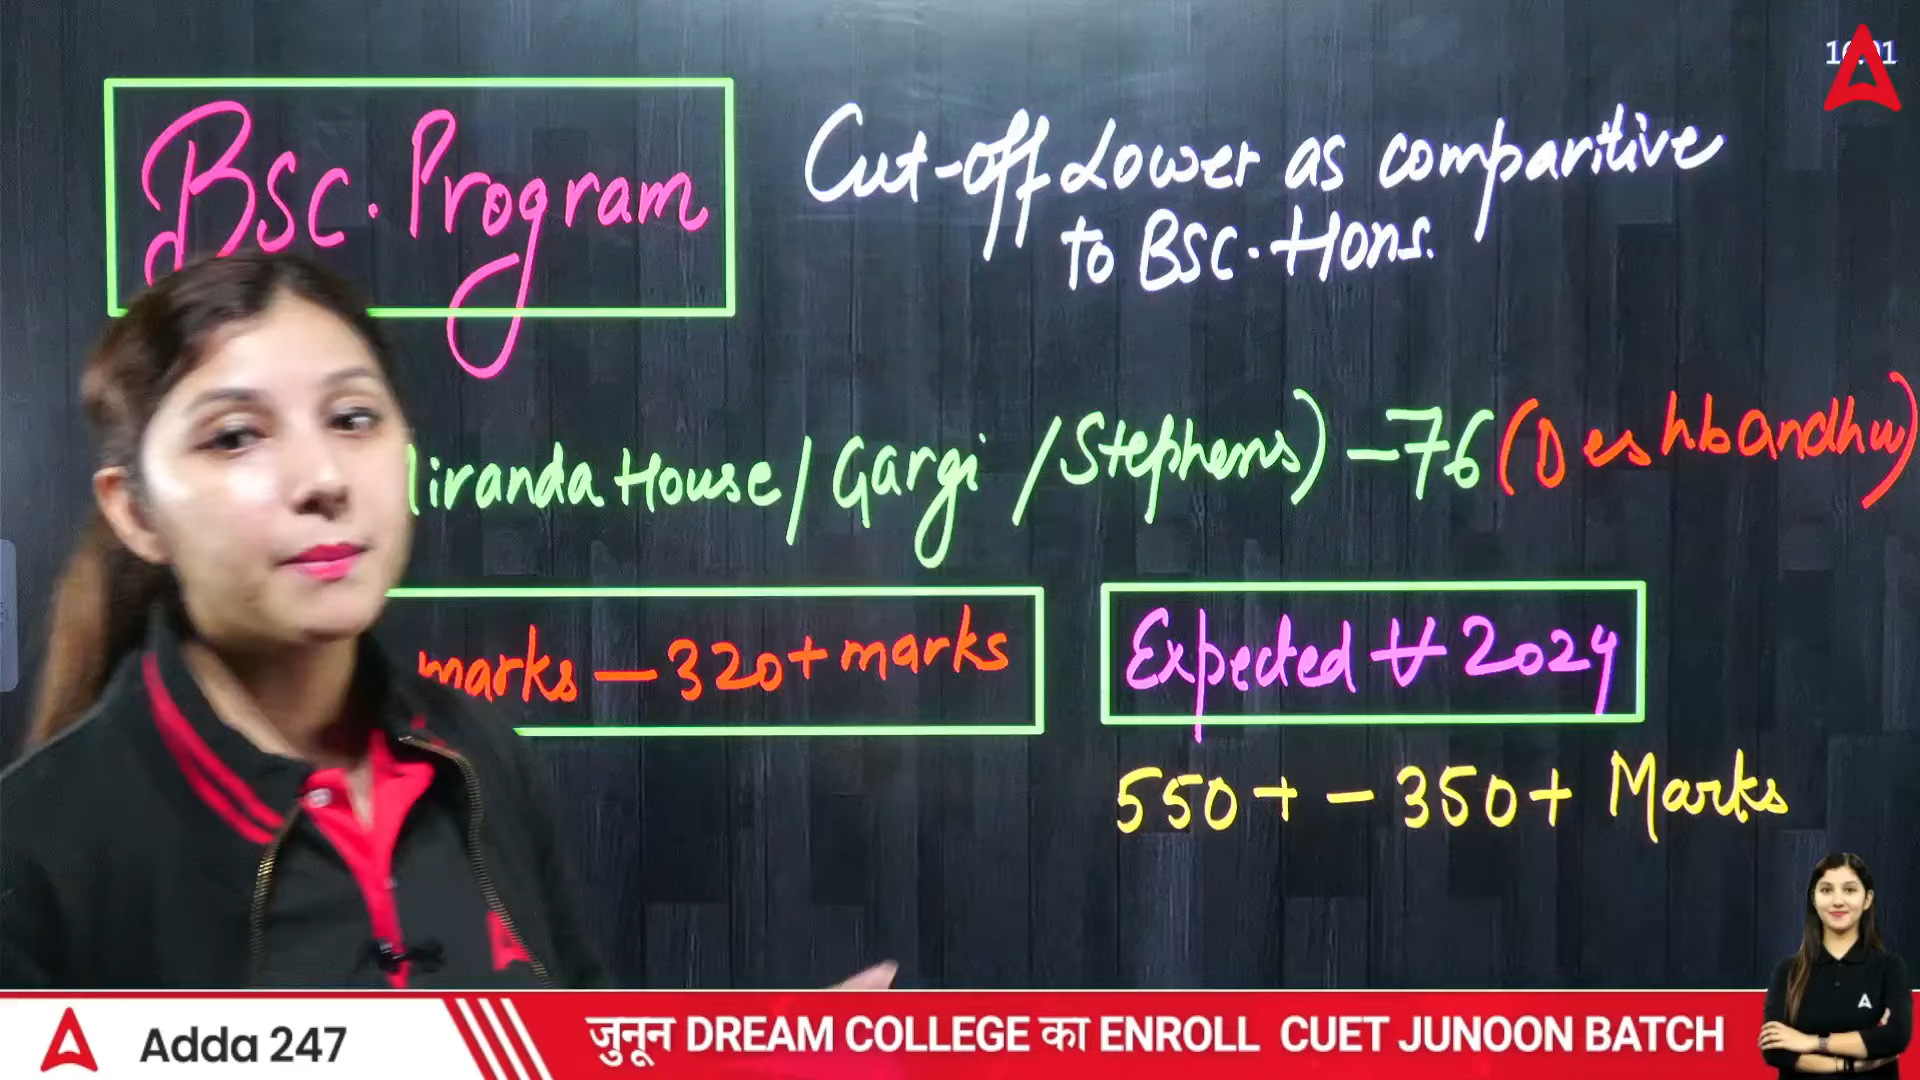 BSC. Program
Cut-off Lower as comparitive
to BSC. Hons.
House / Gargi / Stephens) - 76 (Deshbandhu)
marks - 320+ marks
Expected 2024
550+ - 350+ Marks
Adda 247
जुनून DREAM COLLEGE का ENROLL CUET JUNOON BATCH